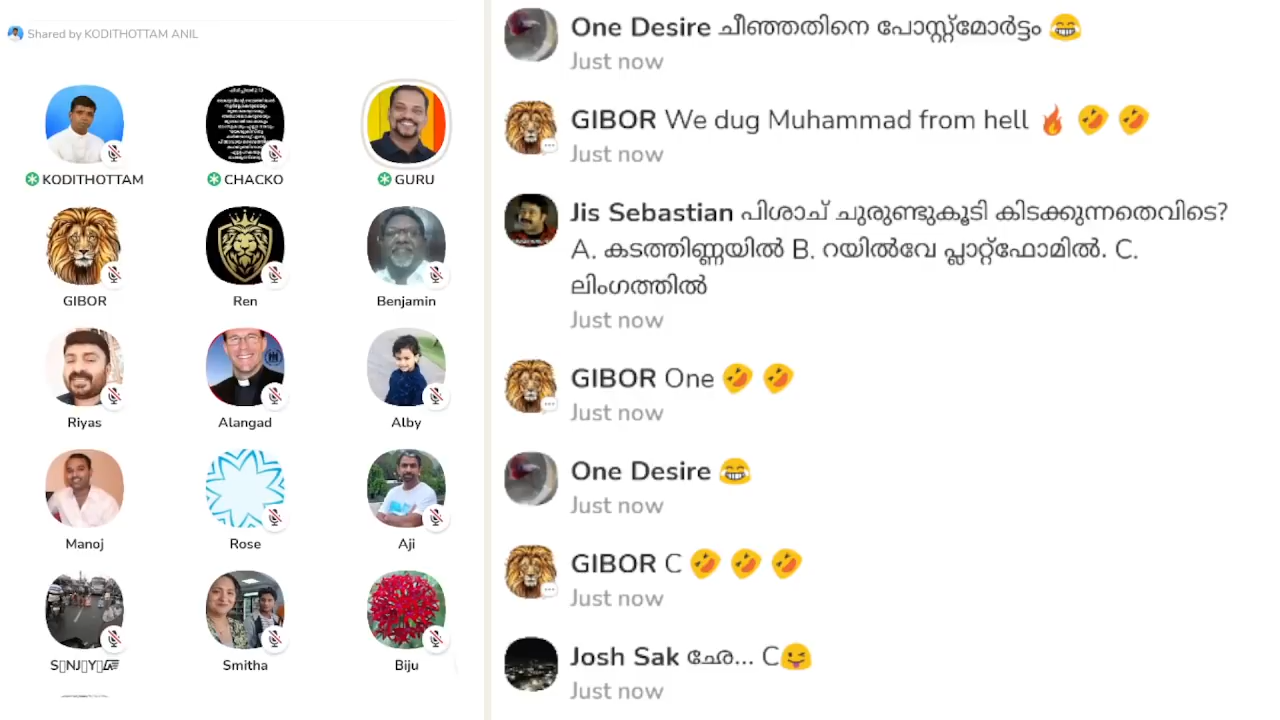 Shared by KODITHOTTAM ANIL
KODITHOTTAM
CHACKO
GURU
GIBOR
Ren
Benjamin
Riyas
Alangad
Alby
Manoj
Rose
Aji
Smitha
Biju
One Desire ചീഞ്ഞതിനെ പോസ്റ്റ്മോർട്ടം 😂
Just now
GIBOR We dug Muhammad from hell 🔥 🤣 🤣
Just now
Jis Sebastian പിശാച് ചുരുണ്ടുകൂടി കിടക്കുന്നതെവിടെ?
A. കടത്തിണ്ണയിൽ B. റയിൽവേ പ്ലാറ്റ്ഫോമിൽ. C.
ലിംഗത്തിൽ
Just now
GIBOR One 🤣 🤣
Just now
One Desire 😂
Just now
GIBOR C 🤣 🤣 🤣
Just now
Josh Sak ഛേ... C😜
Just now